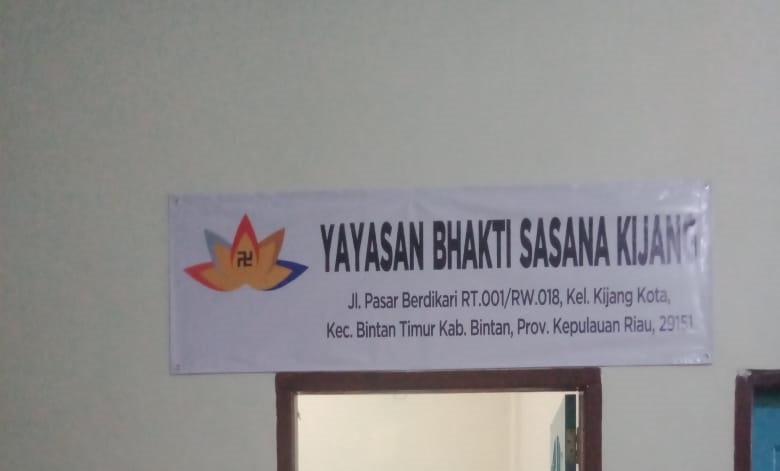 YAYASAN BHAKTI SASANA KIJANG
Jl. Pasar Berdikari RT.001/RW.018, Kel. Kijang Kota,
Kec. Bintan Timur Kab. Bintan, Prov. Kepulauan Riau, 29151